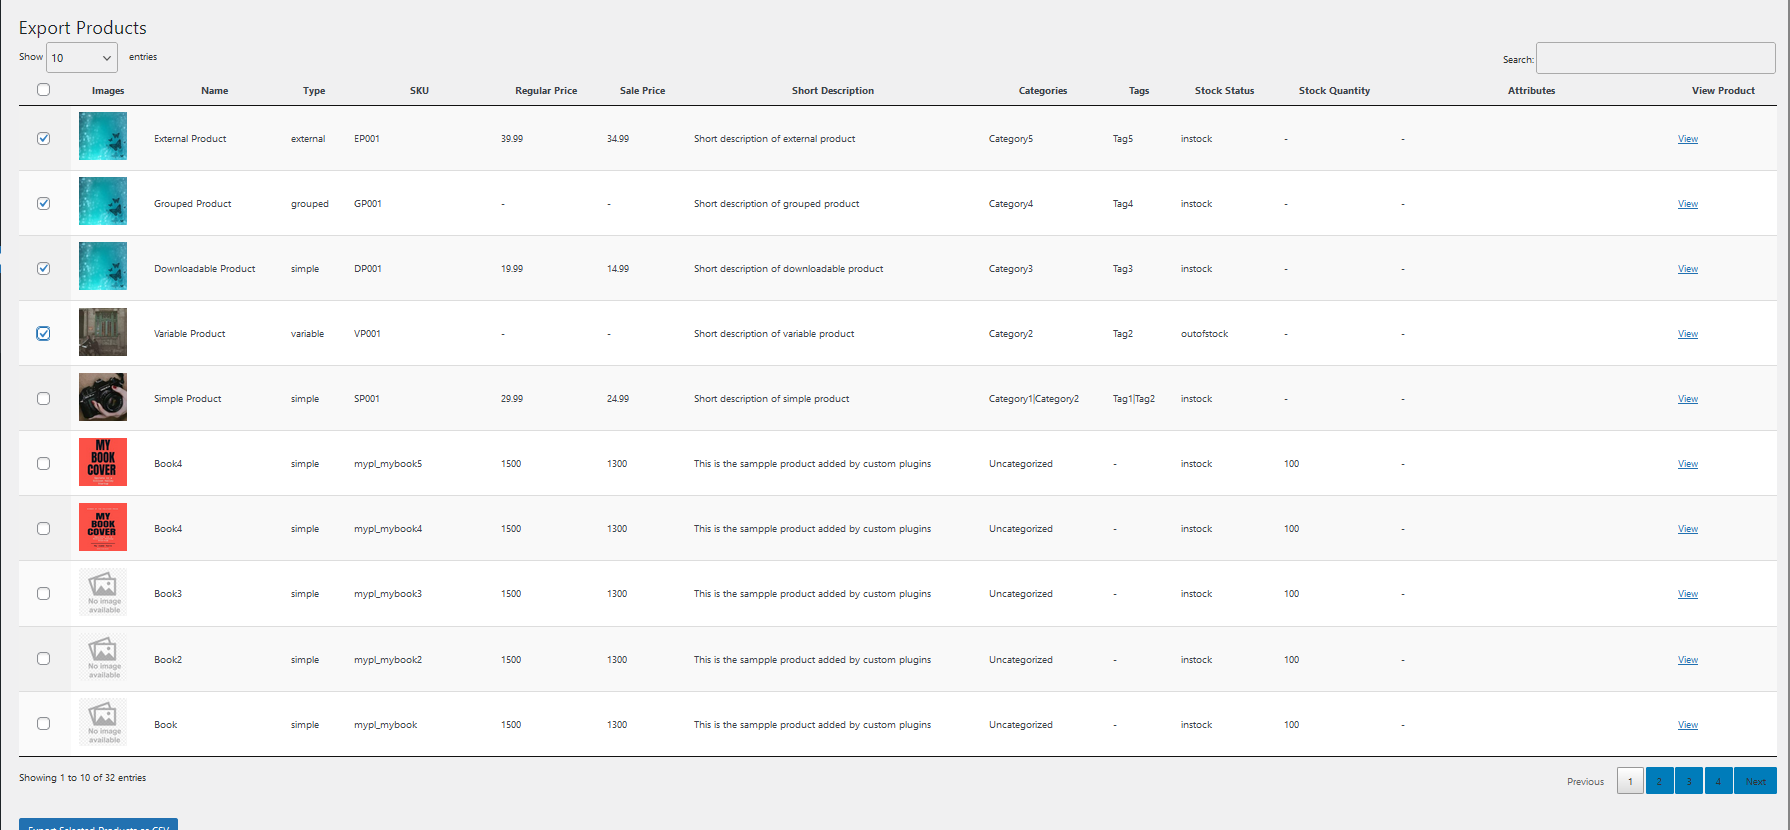 Export Products
Show 10 entries
Search:
Images Name Type SKU Regular Price Sale Price Short Description Categories Tags Stock Status Stock Quantity Attributes View Product
External Product external EP001 39.99 34.99 Short description of external product Category5 Tag5 instock - - View
Grouped Product grouped GP001 - - Short description of grouped product Category4 Tag4 instock - - View
Downloadable Product simple DP001 19.99 14.99 Short description of downloadable product Category3 Tag3 instock - - View
Variable Product variable VP001 - - Short description of variable product Category2 Tag2 outofstock - - View
Simple Product simple SP001 29.99 24.99 Short description of simple product Category1|Category2 Tag1|Tag2 instock - - View
MY
BOOK
COVER
Book4 simple mypl_mybook5 1500 1300 This is the sampple product added by custom plugins Uncategorized - instock 100 - View
MY
BOOK
COVER
Book4 simple mypl_mybook4 1500 1300 This is the sampple product added by custom plugins Uncategorized - instock 100 - View
No image
available
Book3 simple mypl_mybook3 1500 1300 This is the sampple product added by custom plugins Uncategorized - instock 100 - View
No image
available
Book2 simple mypl_mybook2 1500 1300 This is the sampple product added by custom plugins Uncategorized - instock 100 - View
No image
available
Book simple mypl_mybook 1500 1300 This is the sampple product added by custom plugins Uncategorized - instock 100 - View
Showing 1 to 10 of 32 entries
Previous 1 2 3 4 Next
Export Selected Products as CSV